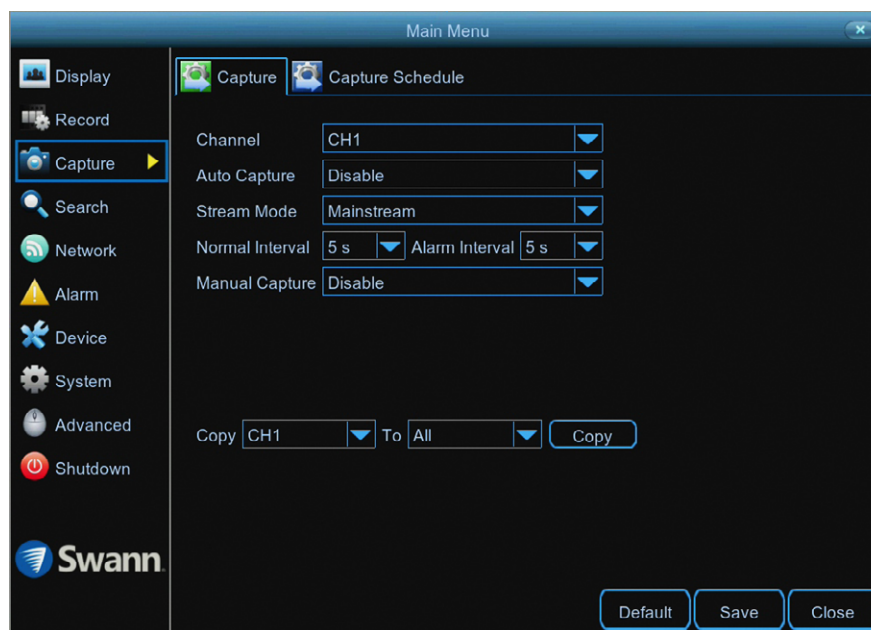 Main Menu
Display
Record
Capture
Search
Network
Alarm
Device
System
Advanced
Shutdown
Swann
Capture Capture Schedule
Channel CH1
Auto Capture Disable
Stream Mode Mainstream
Normal Interval 5 s Alarm Interval 5 s
Manual Capture Disable
Copy CH1 To All Copy
Default Save Close